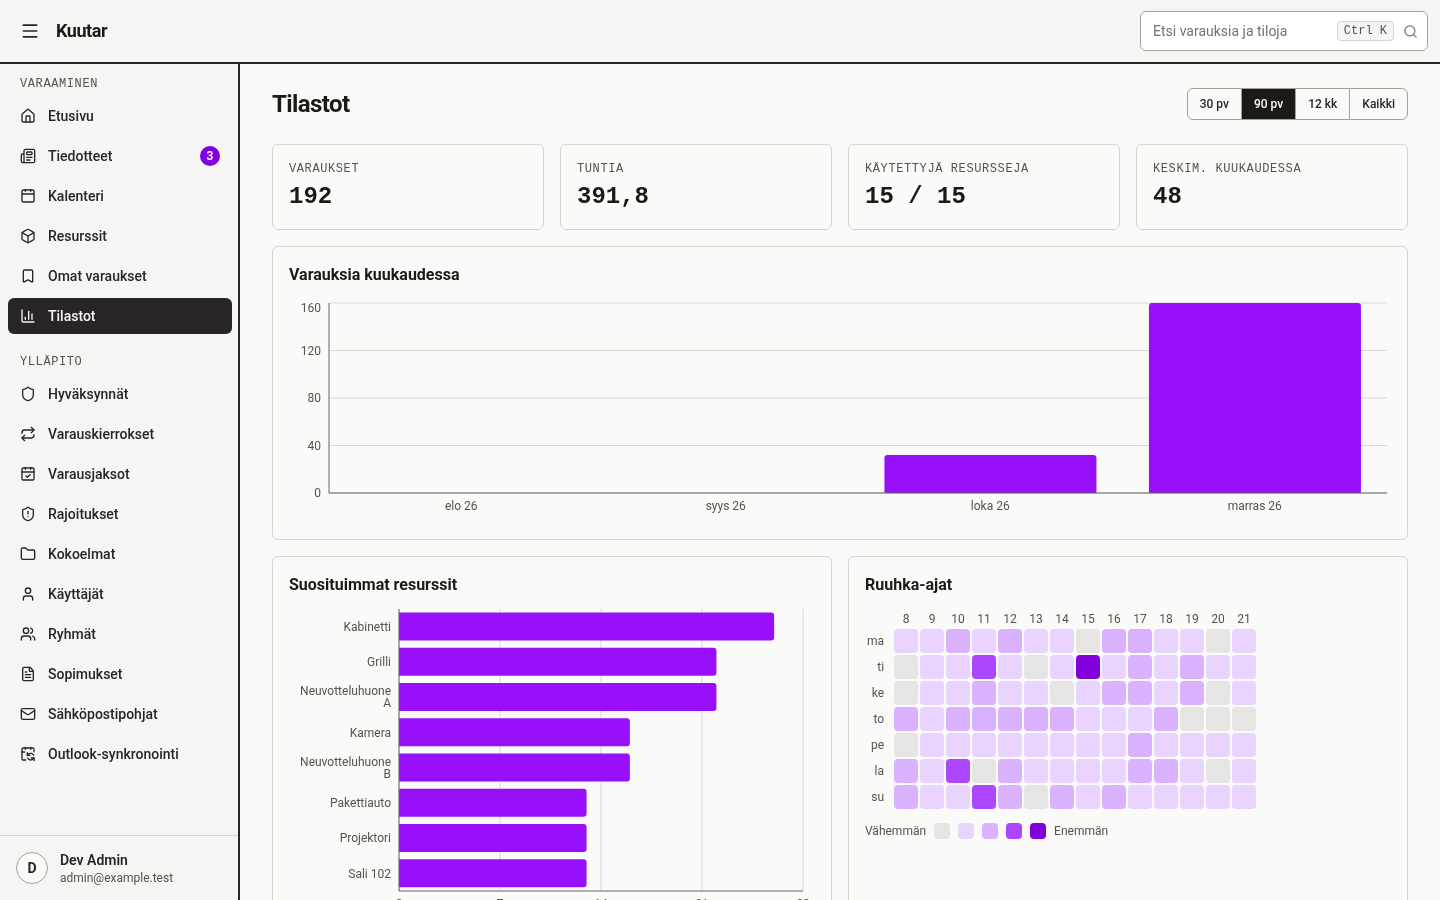 Kuutar
Etsi varauksia ja tiloja
Ctrl K
VARAAMINEN
Etusivu
Tiedotteet
3
Kalenteri
Resurssit
Omat varaukset
Tilastot
YLLÄPITO
Hyväksynnät
Varauskierrokset
Varausjaksot
Rajoitukset
Kokoelmat
Käyttäjät
Ryhmät
Sopimukset
Sähköpostipohjat
Outlook-synkronointi
D
Dev Admin
admin@example.test
Tilastot
30 pv
90 pv
12 kk
Kaikki
VARAUKSET
192
TUNTIA
391,8
KÄYTETTYJÄ RESURSSEJA
15 / 15
KESKIM. KUUKAUDESSA
48
Varauksia kuukaudessa
160
120
80
40
0
elo 26
syys 26
loka 26
marras 26
Suosituimmat resurssit
Kabinetti
Grilli
Neuvotteluhuone
A
Kamera
Neuvotteluhuone
B
Pakettiauto
Projektori
Sali 102
Ruuhka-ajat
8 9 10 11 12 13 14 15 16 17 18 19 20 21
ma
ti
ke
to
pe
la
su
Vähemmän
Enemmän